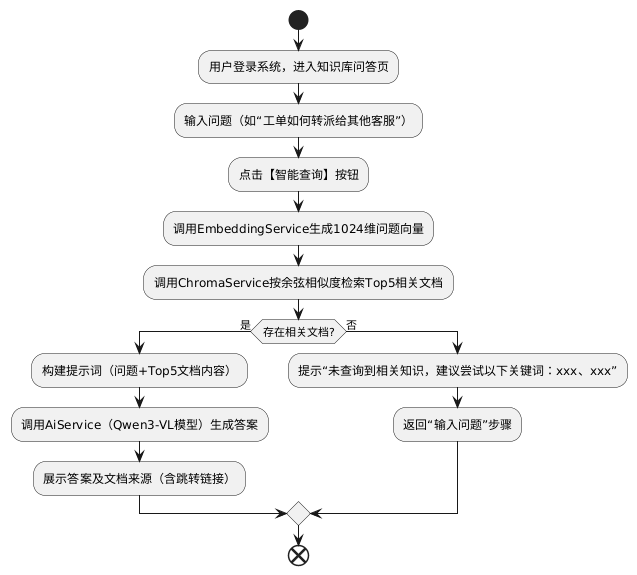 用户登录系统，进入知识库问答页
输入问题（如“工单如何转派给其他客服”）
点击【智能查询】按钮
调用EmbeddingService生成1024维问题向量
调用ChromaService按余弦相似度检索Top5相关文档
存在相关文档?
是
否
构建提示词（问题+Top5文档内容）
调用AiService（Qwen3-VL模型）生成答案
展示答案及文档来源（含跳转链接）
提示“未查询到相关知识，建议尝试以下关键词：xxx、xxx”
返回“输入问题”步骤